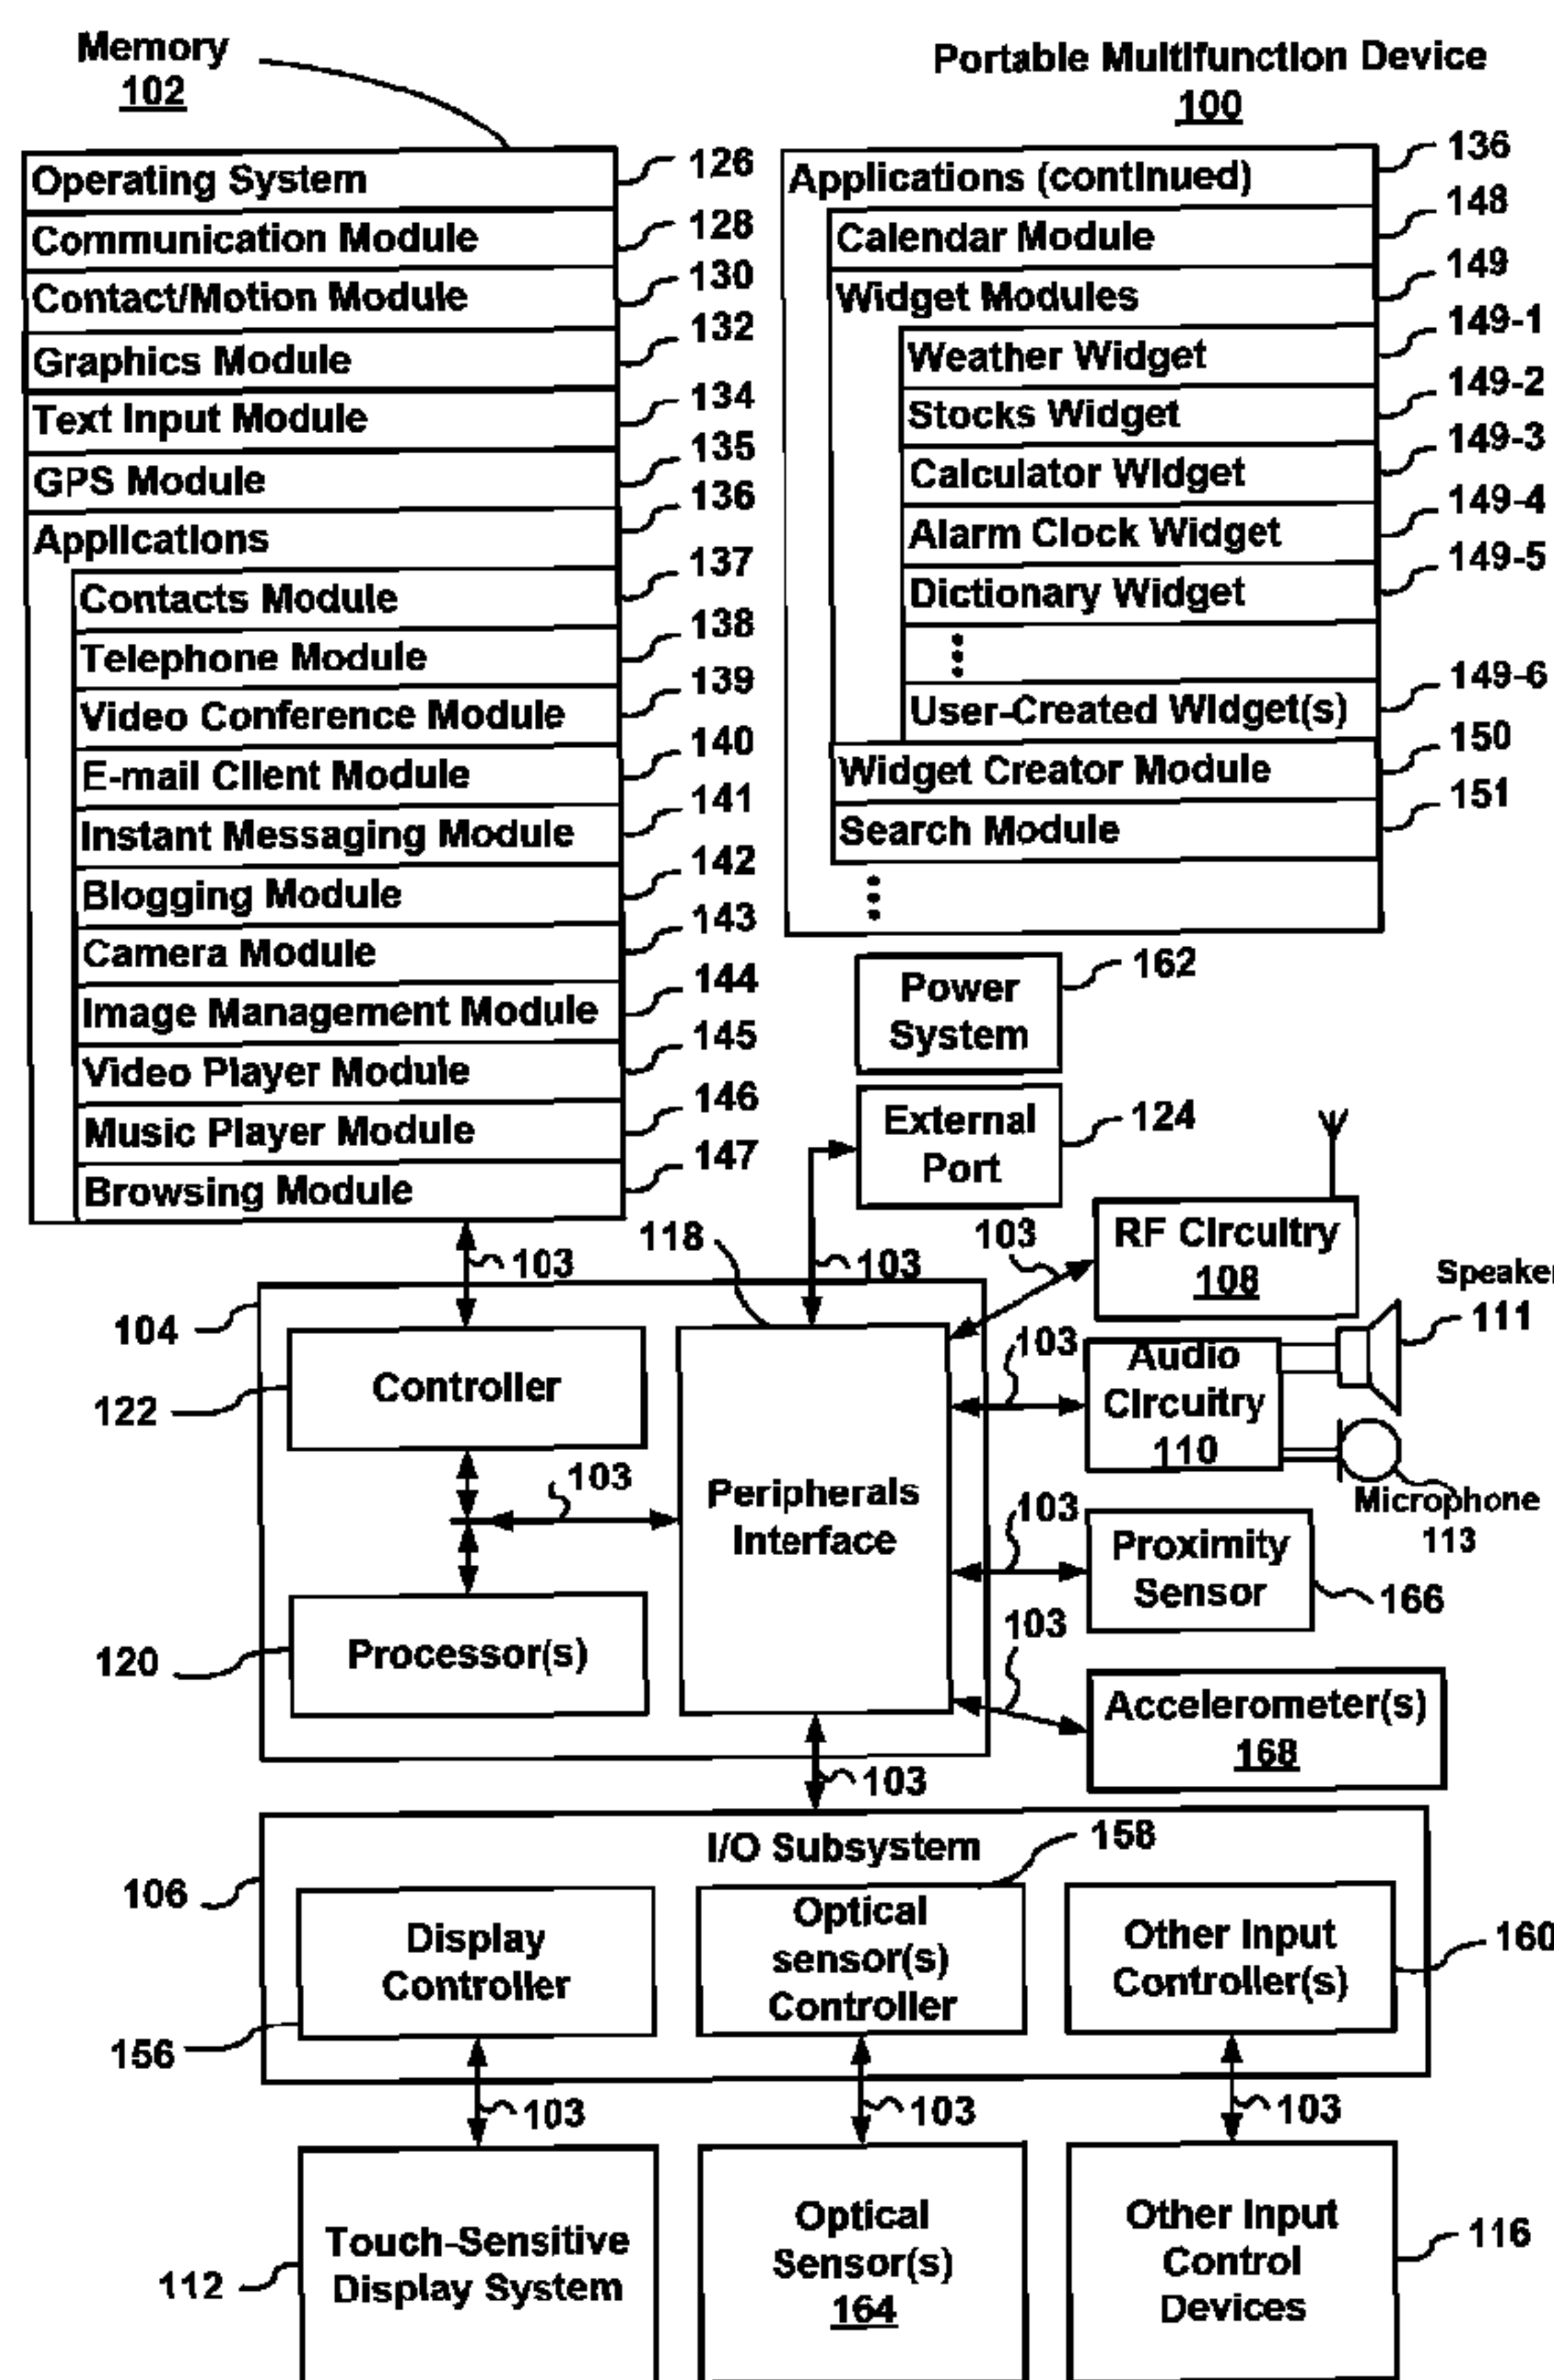 Memory
102
Portable Multifunction Device
100
Operating System 126
Communication Module 128
Contact/Motion Module 130
Graphics Module 132
Text Input Module 134
GPS Module 135
Applications 136
Contacts Module 137
Telephone Module 138
Video Conference Module 139
E-mail Client Module 140
Instant Messaging Module 141
Blogging Module 142
Camera Module 143
Image Management Module 144
Video Player Module 145
Music Player Module 146
Browsing Module 147
Applications (continued) 136
Calendar Module 148
Widget Modules 149
Weather Widget 149-1
Stocks Widget 149-2
Calculator Widget 149-3
Alarm Clock Widget 149-4
Dictionary Widget 149-5
User-Created Widget(s) 149-6
Widget Creator Module 150
Search Module 151
Power
System
162
External
Port
124
103
118
103
103
RF Circuitry
108
Speaker
111
104
Controller
122
103
Audio
Circuitry
110
Microphone
113
103
Peripherals
Interface
103
Proximity
Sensor
166
Processor(s)
120
103
Accelerometer(s)
168
103
I/O Subsystem
158
106
Display
Controller
156
Optical
sensor(s)
Controller
Other Input
Controller(s)
160
103
103
103
Touch-Sensitive
Display System
112
Optical
Sensor(s)
164
Other Input
Control
Devices
116